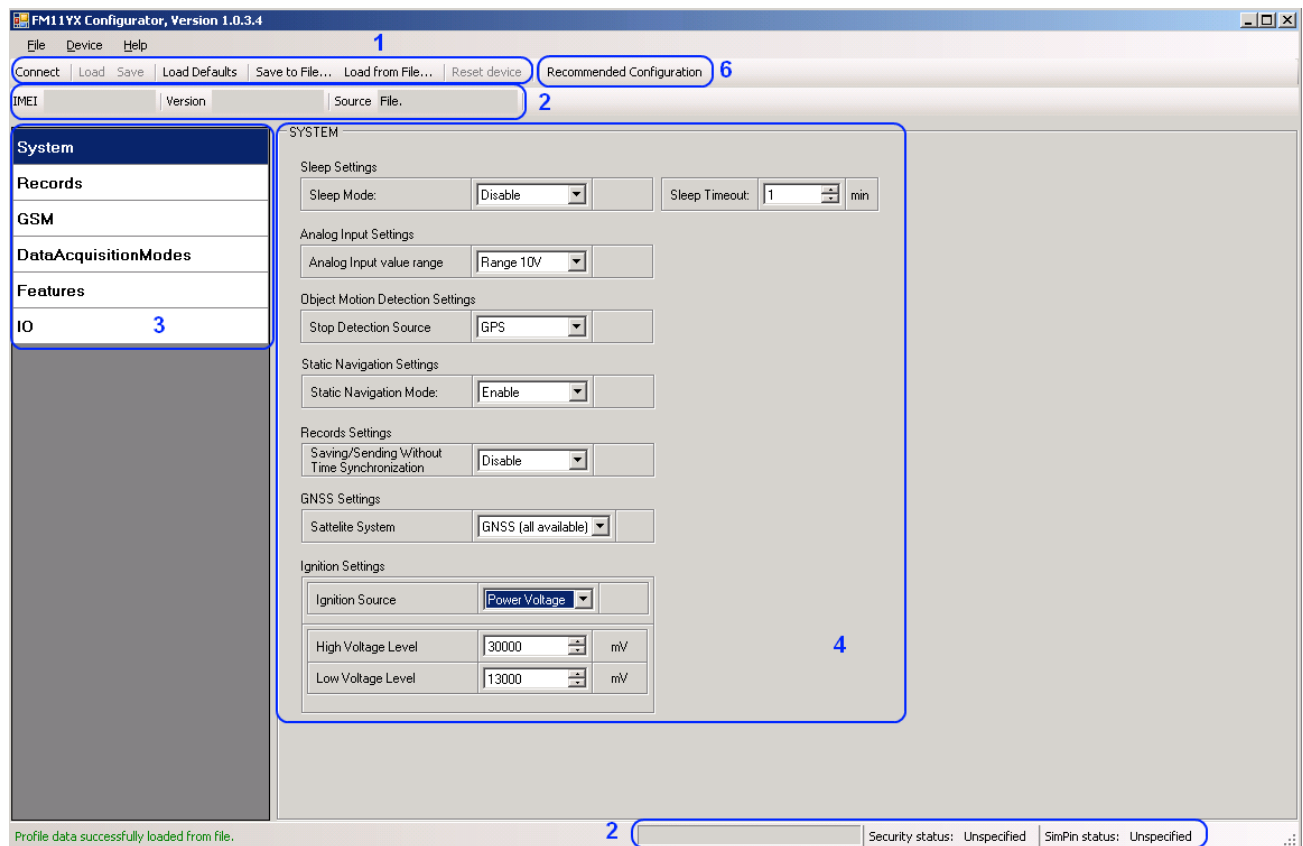 FM11YX Configurator, Version 1.0.3.4
File Device Help
1
Connect Load Save Load Defaults Save to File... Load from File... Reset device Recommended Configuration 6
IMEI Version Source File. 2
System
Records
GSM
DataAcquisitionModes
Features
IO 3
SYSTEM
Sleep Settings
Sleep Mode: Disable Sleep Timeout: 1 min
Analog Input Settings
Analog Input value range Range 10V
Object Motion Detection Settings
Stop Detection Source GPS
Static Navigation Settings
Static Navigation Mode: Enable
Records Settings
Saving/Sending Without
Time Synchronization Disable
GNSS Settings
Sattelite System GNSS (all available)
Ignition Settings
Ignition Source Power Voltage
High Voltage Level 30000 mV
4
Low Voltage Level 13000 mV
Profile data successfully loaded from file. 2 Security status: Unspecified SimPin status: Unspecified